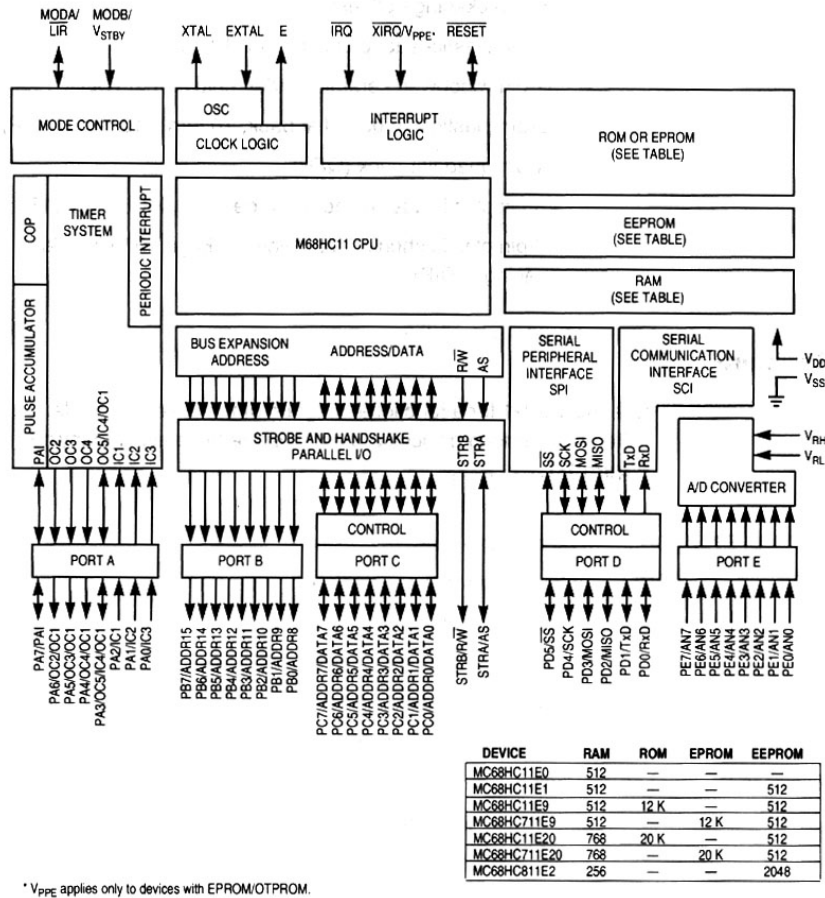 MODA/
LIR
MODB/
VSTBY
XTAL
EXTAL
E
IRQ
XIRQ/VPPE*
RESET
MODE CONTROL
OSC
CLOCK LOGIC
INTERRUPT
LOGIC
ROM OR EPROM
(SEE TABLE)
COP
TIMER
SYSTEM
PERIODIC INTERRUPT
M68HC11 CPU
EEPROM
(SEE TABLE)
RAM
(SEE TABLE)
PULSE ACCUMULATOR
PAI
OC2
OC3
OC4
OC5/IC4/OC1
IC1
IC2
IC3
BUS EXPANSION
ADDRESS
ADDRESS/DATA
R/W
AS
STROBE AND HANDSHAKE
PARALLEL I/O
STRB
STRA
SERIAL
PERIPHERAL
INTERFACE
SPI
SS
SCK
MOSI
MISO
SERIAL
COMMUNICATION
INTERFACE
SCI
TxD
RxD
VDD
VSS
VRH
VRL
A/D CONVERTER
CONTROL
CONTROL
PORT A
PORT B
PORT C
PORT D
PORT E
PA7/PAI
PA6/OC2/OC1
PA5/OC3/OC1
PA4/OC4/OC1
PA3/OC5/IC4/OC1
PA2/IC1
PA1/IC2
PA0/IC3
PB7/ADDR15
PB6/ADDR14
PB5/ADDR13
PB4/ADDR12
PB3/ADDR11
PB2/ADDR10
PB1/ADDR9
PB0/ADDR8
PC7/ADDR7/DATA7
PC6/ADDR6/DATA6
PC5/ADDR5/DATA5
PC4/ADDR4/DATA4
PC3/ADDR3/DATA3
PC2/ADDR2/DATA2
PC1/ADDR1/DATA1
PC0/ADDR0/DATA0
STRB/R/W
STRA/AS
PD5/SS
PD4/SCK
PD3/MOSI
PD2/MISO
PD1/TxD
PD0/RxD
PE7/AN7
PE6/AN6
PE5/AN5
PE4/AN4
PE3/AN3
PE2/AN2
PE1/AN1
PE0/AN0
DEVICE RAM ROM EPROM EEPROM
MC68HC11E0 512 — — —
MC68HC11E1 512 — — 512
MC68HC11E9 512 12 K — 512
MC68HC711E9 512 — 12 K 512
MC68HC11E20 768 20 K — 512
MC68HC711E20 768 — 20 K 512
MC68HC811E2 256 — — 2048
* VPPE applies only to devices with EPROM/OTPROM.